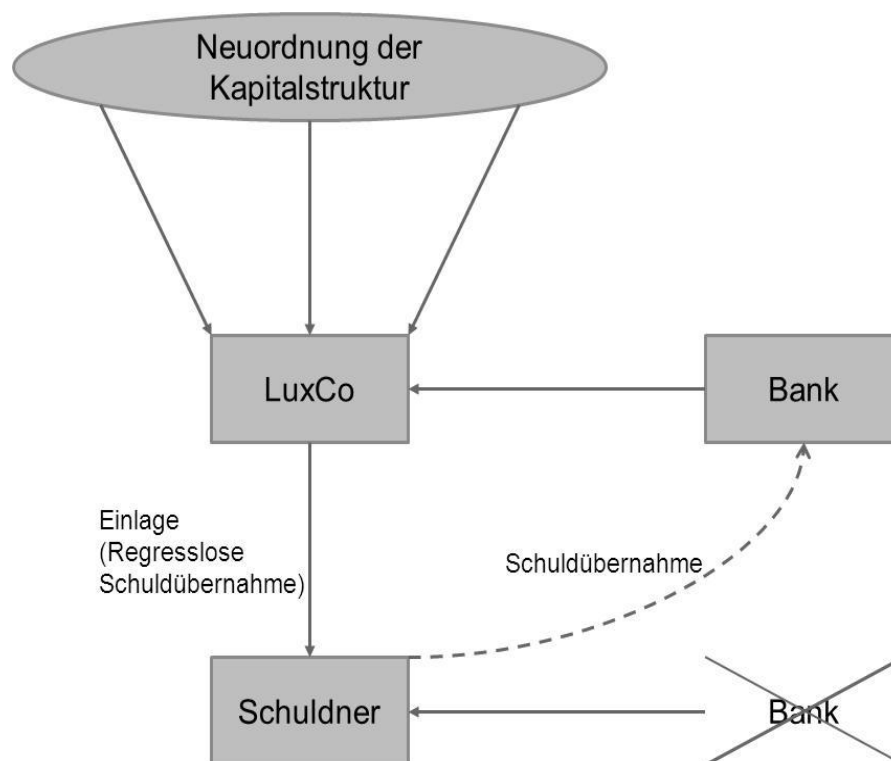 Neuordnung der
Kapitalstruktur
LuxCo
Bank
Einlage
(Regresslose
Schuldübernahme)
Schuldübernahme
Schuldner
Bank